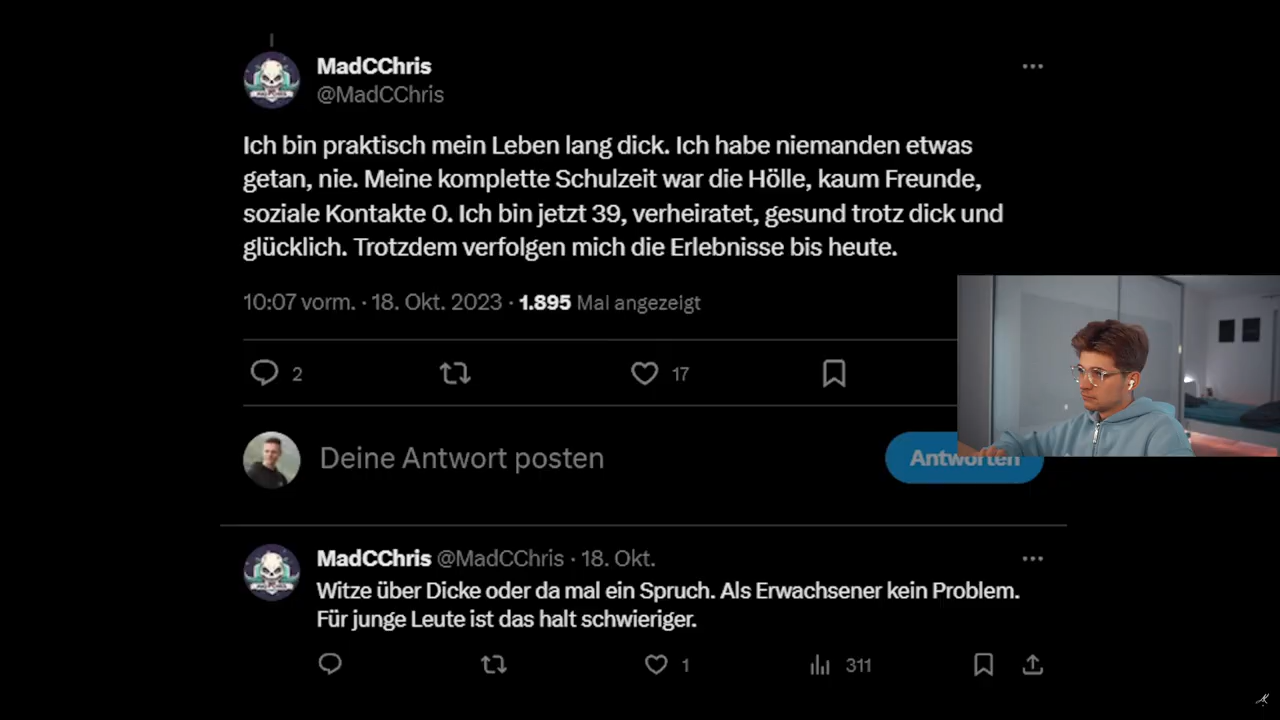 MadCChris
@MadCChris
Ich bin praktisch mein Leben lang dick. Ich habe niemanden etwas
getan, nie. Meine komplette Schulzeit war die Hölle, kaum Freunde,
soziale Kontakte 0. Ich bin jetzt 39, verheiratet, gesund trotz dick und
glücklich. Trotzdem verfolgen mich die Erlebnisse bis heute.
10:07 vorm. · 18. Okt. 2023 · 1.895 Mal angezeigt
2 17
Deine Antwort posten
Antworten
MadCChris @MadCChris · 18. Okt.
Witze über Dicke oder da mal ein Spruch. Als Erwachsener kein Problem.
Für junge Leute ist das halt schwieriger.
1 311